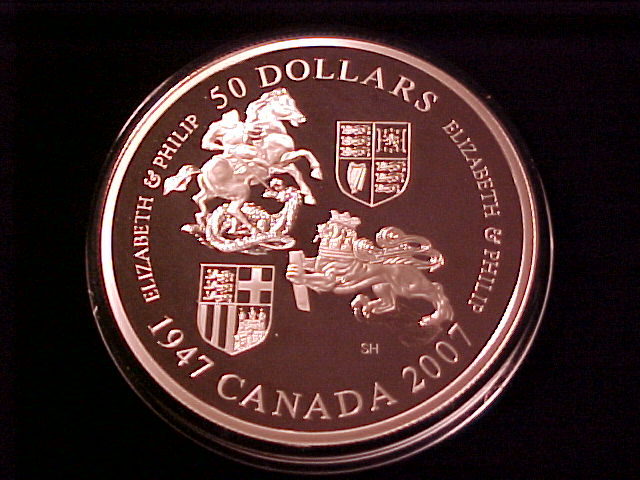 50 DOLLARS
ELIZABETH & PHILIP
ELIZABETH & PHILIP
SH
1947 CANADA 2007